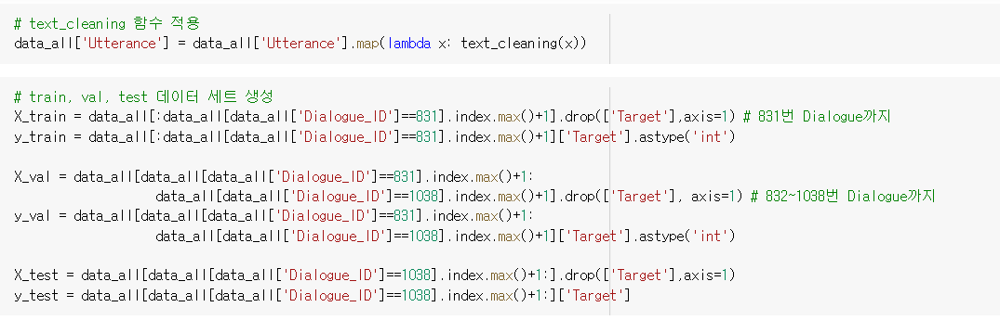 # text_cleaning 함수 적용
data_all['Utterance'] = data_all['Utterance'].map(lambda x: text_cleaning(x))
# train, val, test 데이터 세트 생성
X_train = data_all[:data_all[data_all['Dialogue_ID']==831].index.max()+1].drop(['Target'],axis=1) # 831번 Dialogue까지
y_train = data_all[:data_all[data_all['Dialogue_ID']==831].index.max()+1]['Target'].astype('int')
X_val = data_all[data_all[data_all['Dialogue_ID']==831].index.max()+1:
data_all[data_all['Dialogue_ID']==1038].index.max()+1].drop(['Target'], axis=1) # 832~1038번 Dialogue까지
y_val = data_all[data_all[data_all['Dialogue_ID']==831].index.max()+1:
data_all[data_all['Dialogue_ID']==1038].index.max()+1]['Target'].astype('int')
X_test = data_all[data_all[data_all['Dialogue_ID']==1038].index.max()+1:].drop(['Target'],axis=1)
y_test = data_all[data_all[data_all['Dialogue_ID']==1038].index.max()+1:]['Target']